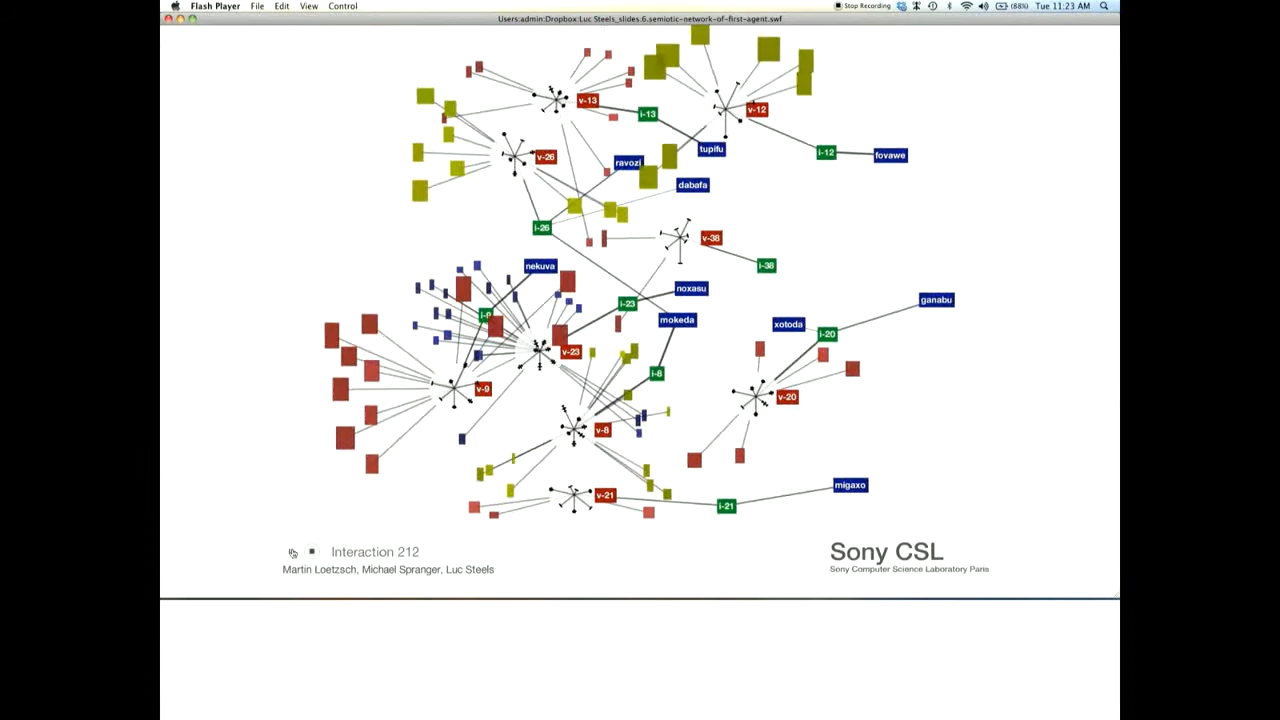 Flash Player File Edit View Control Stop Recording (88%) Tue 11:23 AM
Users:admin:Dropbox:Luc Steels_slides:6.semiotic-network-of-first-agent.swf
v-13
v-12
i-13
tupifu
i-12
fovawe
v-26
ravozi
dabafa
i-26
v-38
i-38
nekuva
noxasu
ganabu
i-23
i-9
mokeda
xotoda
i-20
v-23
i-8
v-9
v-20
v-8
migaxo
v-21
i-21
Interaction 212
Martin Loetzsch, Michael Spranger, Luc Steels
Sony CSL
Sony Computer Science Laboratory Paris